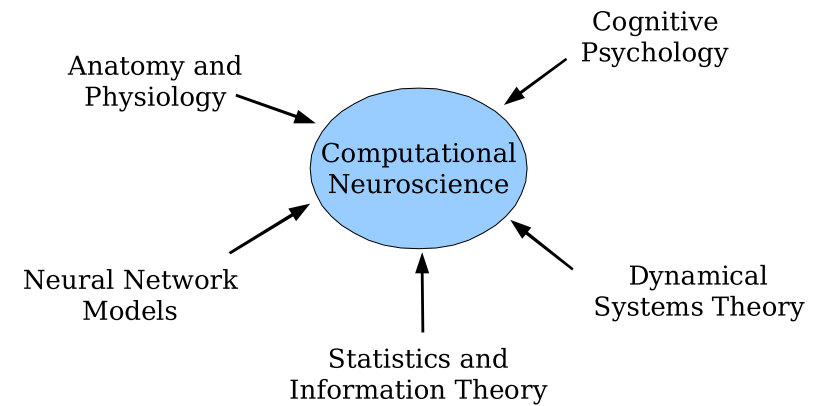 Cognitive
Psychology
Anatomy and
Physiology
Computational
Neuroscience
Neural Network
Models
Dynamical
Systems Theory
Statistics and
Information Theory